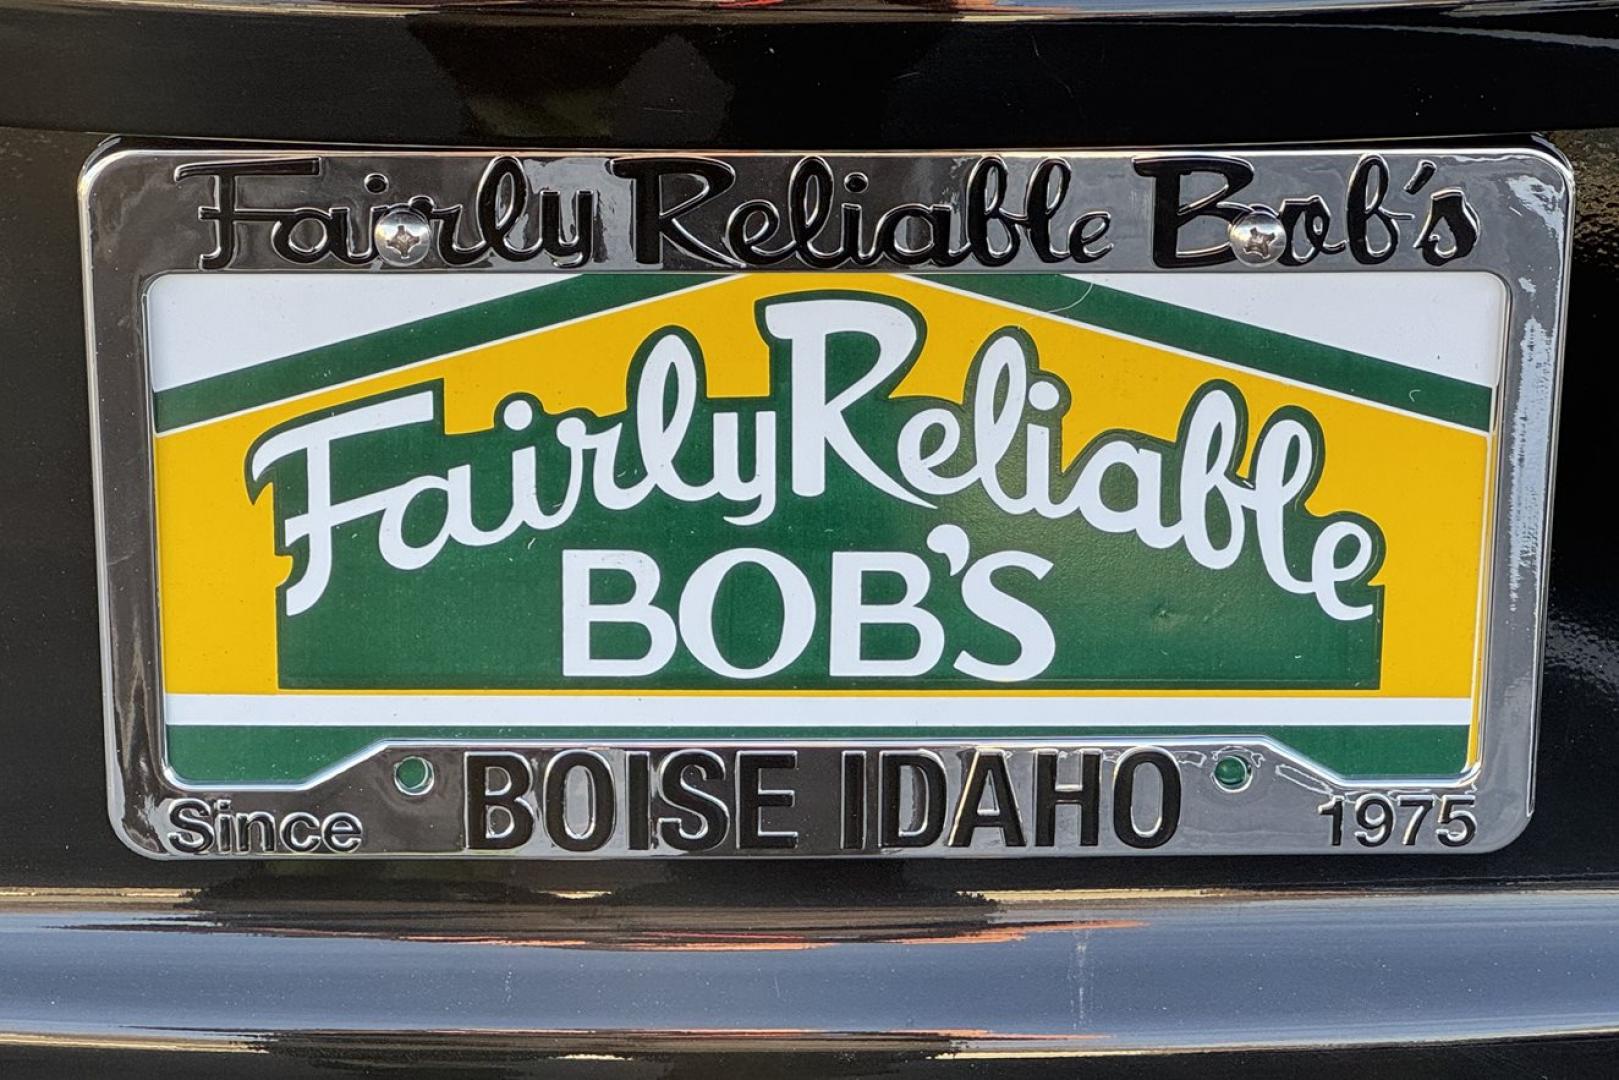 Fairly Reliable Bob's
Fairly Reliable
BOB'S
BOISE IDAHO
Since 1975